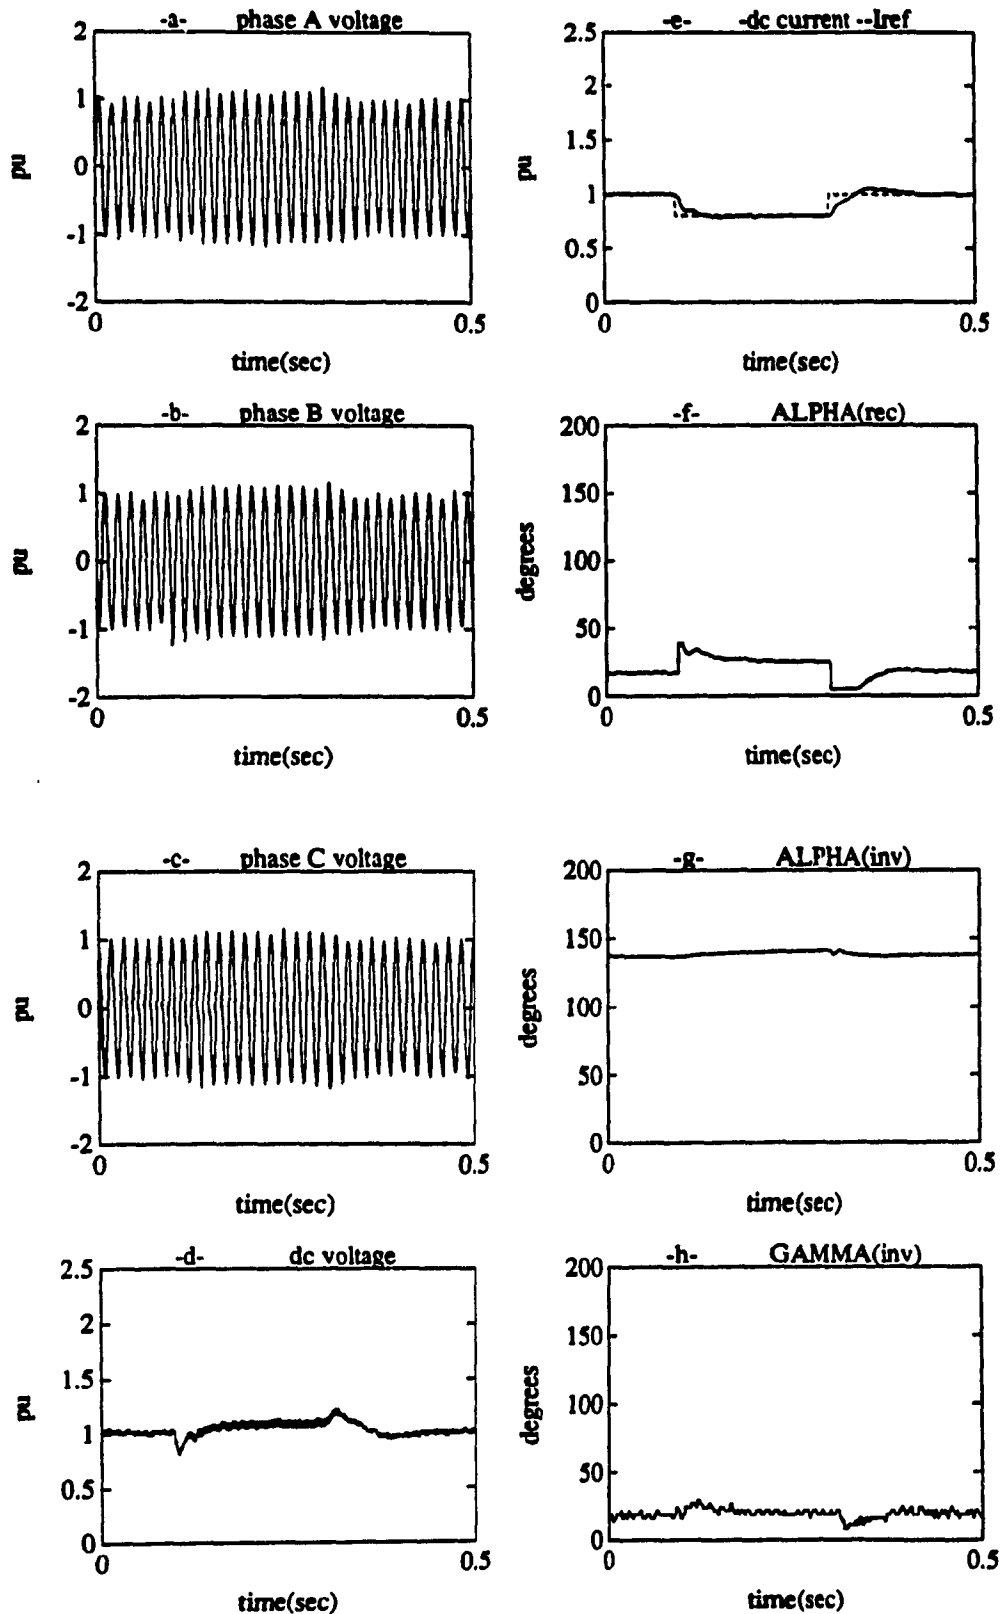 -a- phase A voltage
2
1
0
-1
-2
pu
0
0.5
time(sec)
-b- phase B voltage
2
1
0
-1
-2
pu
0
0.5
time(sec)
-c- phase C voltage
2
1
0
-1
-2
pu
0
0.5
time(sec)
-d- dc voltage
2.5
2
1.5
1
0.5
0
pu
0
0.5
time(sec)
-e- -dc current --Iref
2.5
2
1.5
1
0.5
0
pu
0
0.5
time(sec)
-f- ALPHA(rec)
200
150
100
50
0
degrees
0
0.5
time(sec)
-g- ALPHA(inv)
200
150
100
50
0
degrees
0
0.5
time(sec)
-h- GAMMA(inv)
200
150
100
50
0
degrees
0
0.5
time(sec)